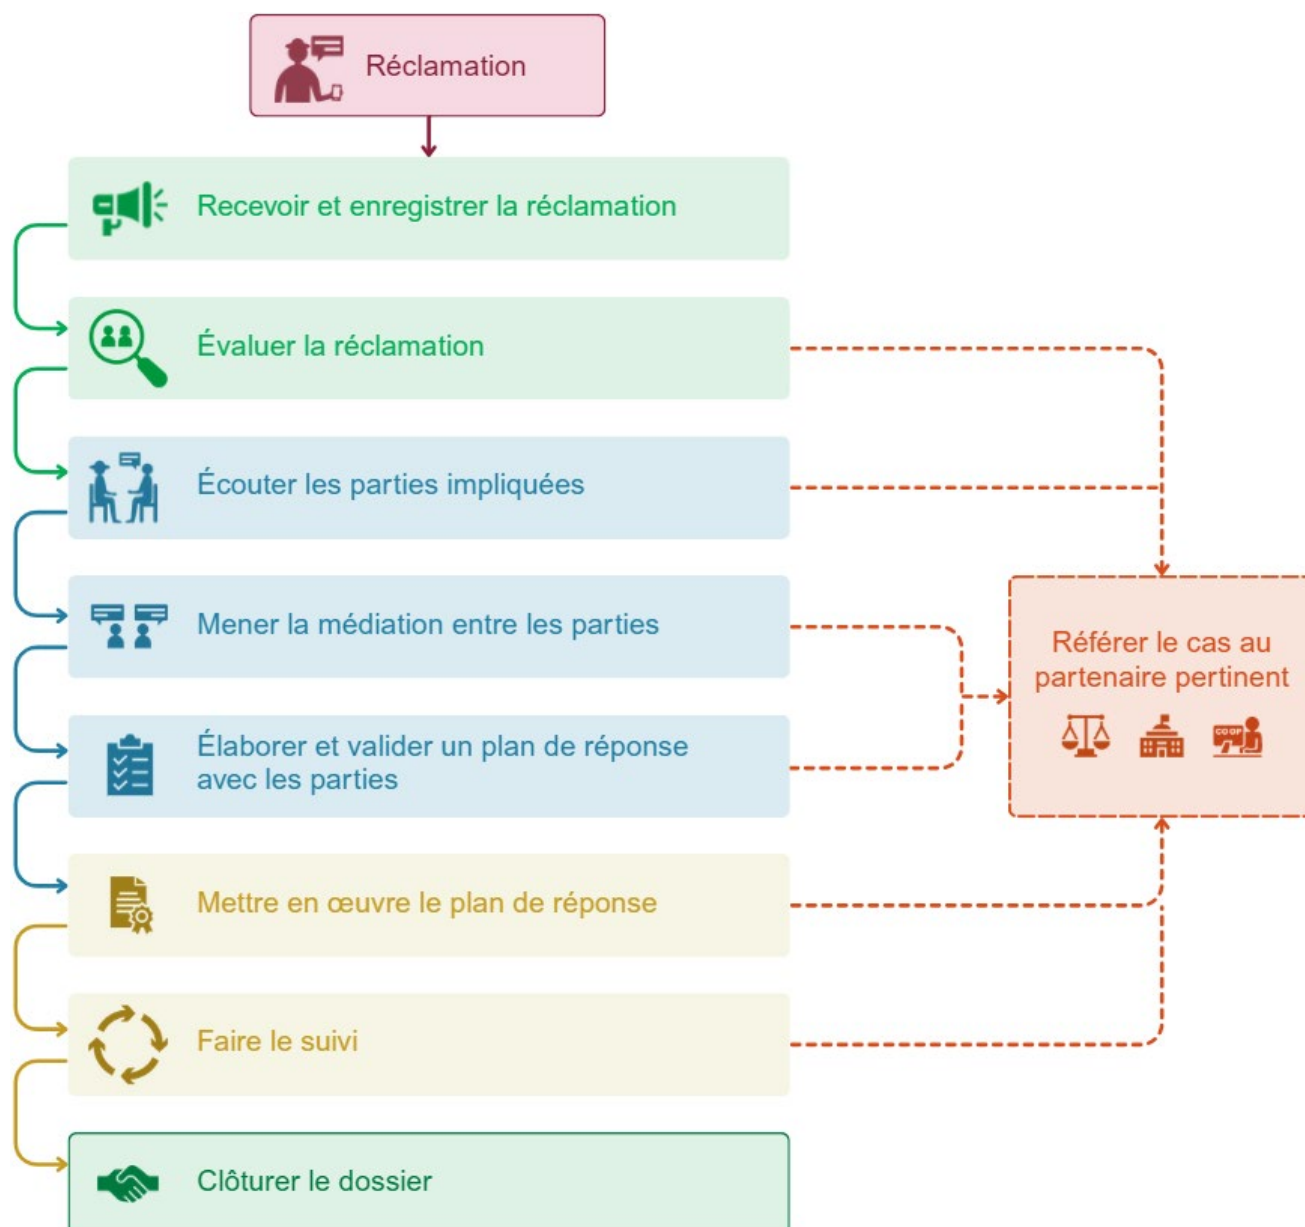 Réclamation
Recevoir et enregistrer la réclamation
Évaluer la réclamation
Écouter les parties impliquées
Mener la médiation entre les parties
Référer le cas au
partenaire pertinent
COOP
Élaborer et valider un plan de réponse
avec les parties
Mettre en œuvre le plan de réponse
Faire le suivi
Clôturer le dossier